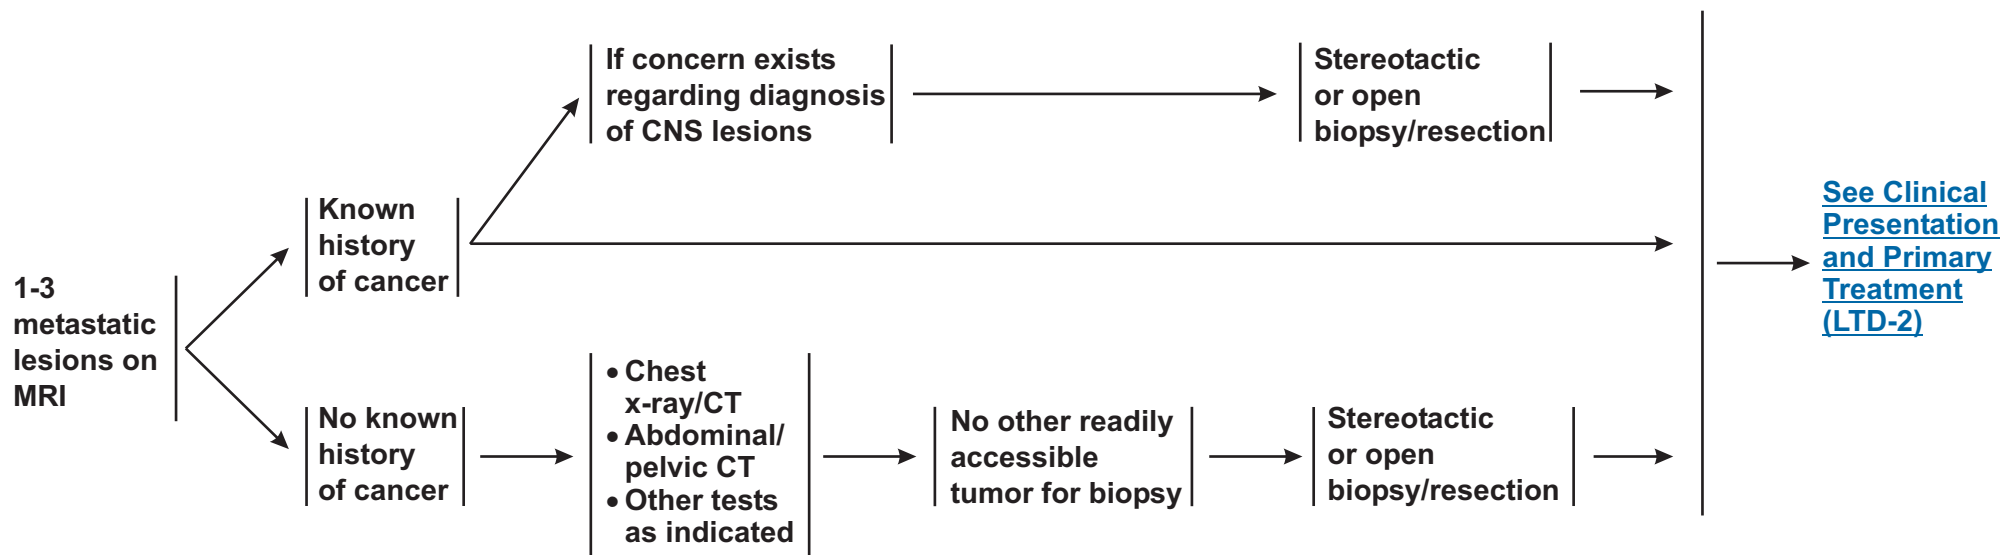 1-3
metastatic
lesions on
MRI
Known
history
of cancer
If concern exists
regarding diagnosis
of CNS lesions
Stereotactic
or open
biopsy/resection
No known
history
of cancer
• Chest
x-ray/CT
• Abdominal/
pelvic CT
• Other tests
as indicated
No other readily
accessible
tumor for biopsy
Stereotactic
or open
biopsy/resection
See Clinical
Presentation
and Primary
Treatment
(LTD-2)